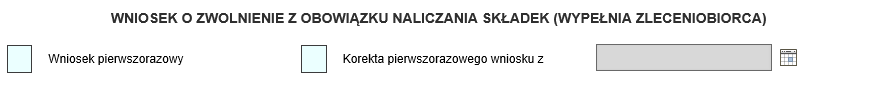 WNIOSEK O ZWOLNIENIE Z OBOWIĄZKU NALICZANIA SKŁADEK (WYPEŁNIA ZLECENIOBIORCA)
Wniosek pierwszorazowy Korekta pierwszorazowego wniosku z